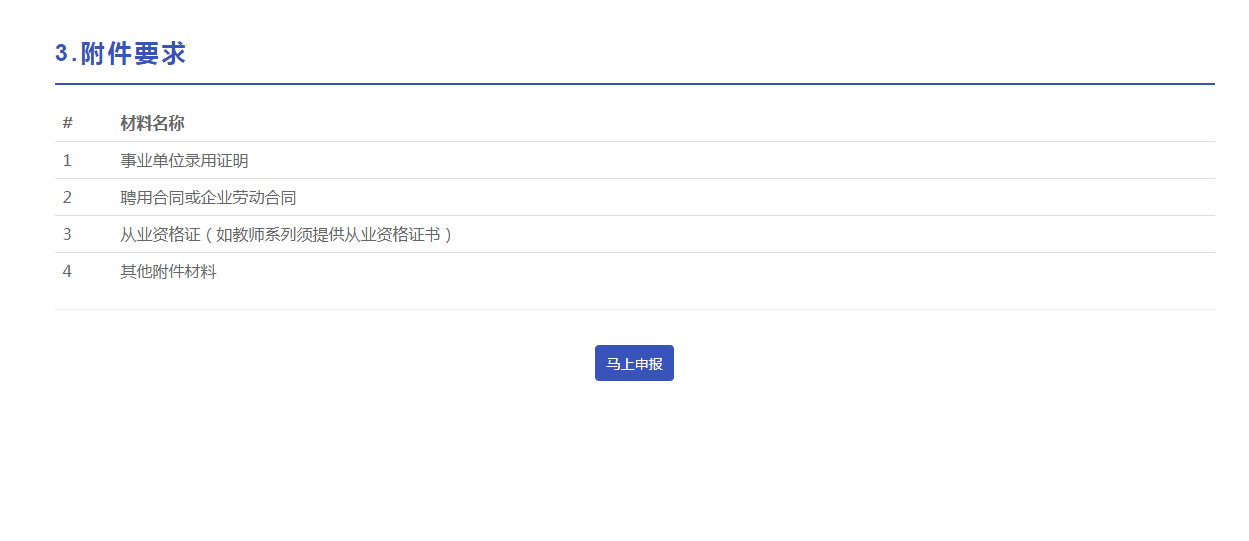 3.附件要求
# 材料名称
1 事业单位录用证明
2 聘用合同或企业劳动合同
3 从业资格证（如教师系列须提供从业资格证书）
4 其他附件材料
马上申报